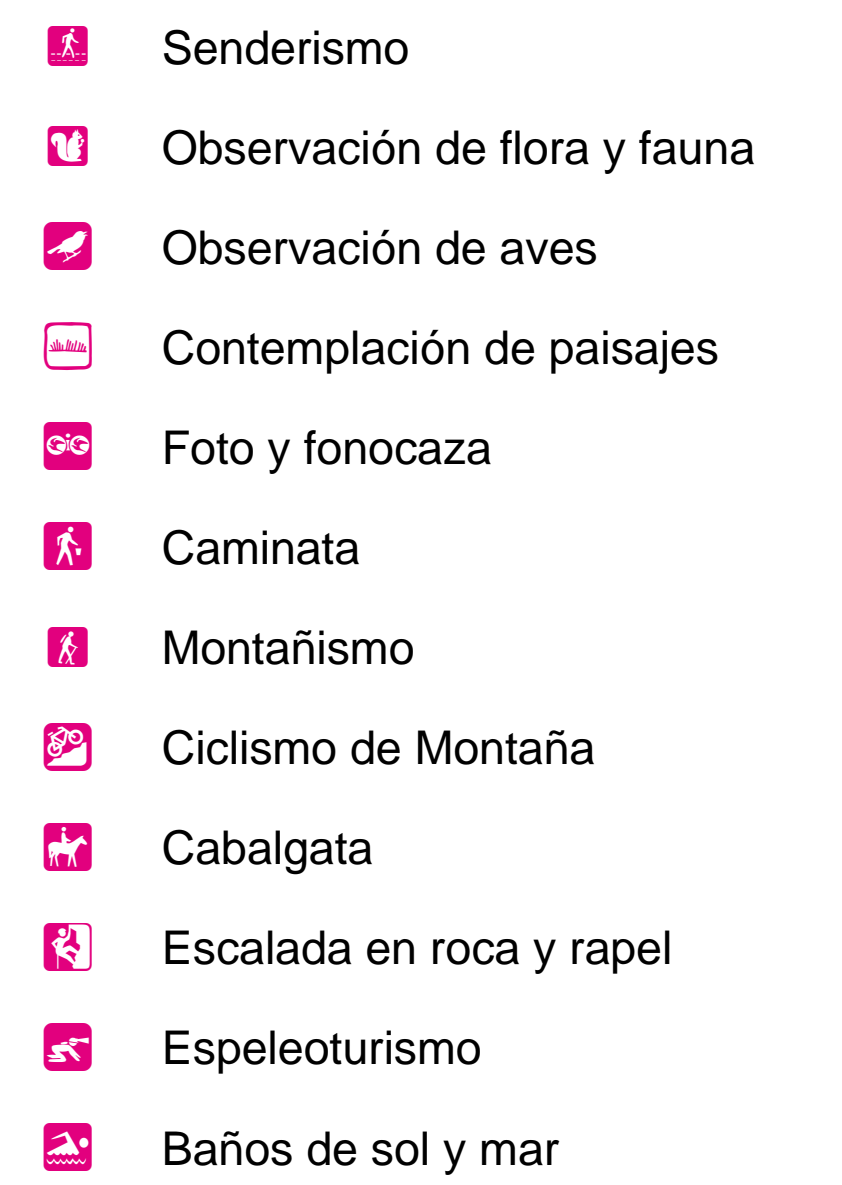 Senderismo
Observación de flora y fauna
Observación de aves
Contemplación de paisajes
Foto y fonocaza
Caminata
Montañismo
Ciclismo de Montaña
Cabalgata
Escalada en roca y rapel
Espeleoturismo
Baños de sol y mar